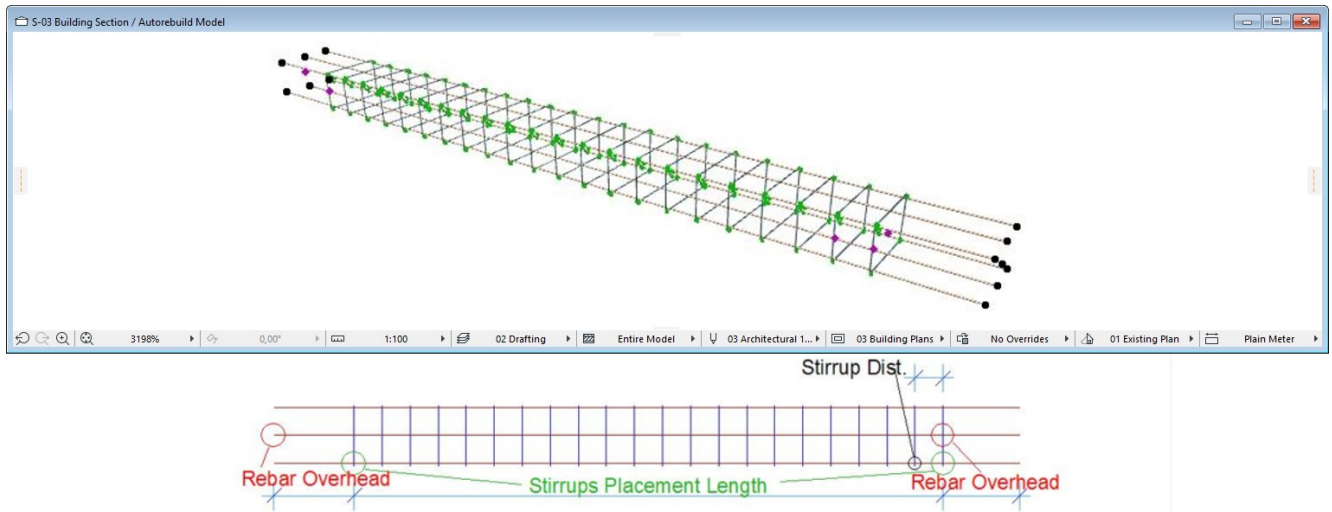 S-03 Building Section / Autorebuild Model
3198% 0,00° 1:100 02 Drafting Entire Model 03 Architectural 1... 03 Building Plans No Overrides 01 Existing Plan Plain Meter
Stirrup Dist.
Rebar Overhead
Stirrups Placement Length
Rebar Overhead